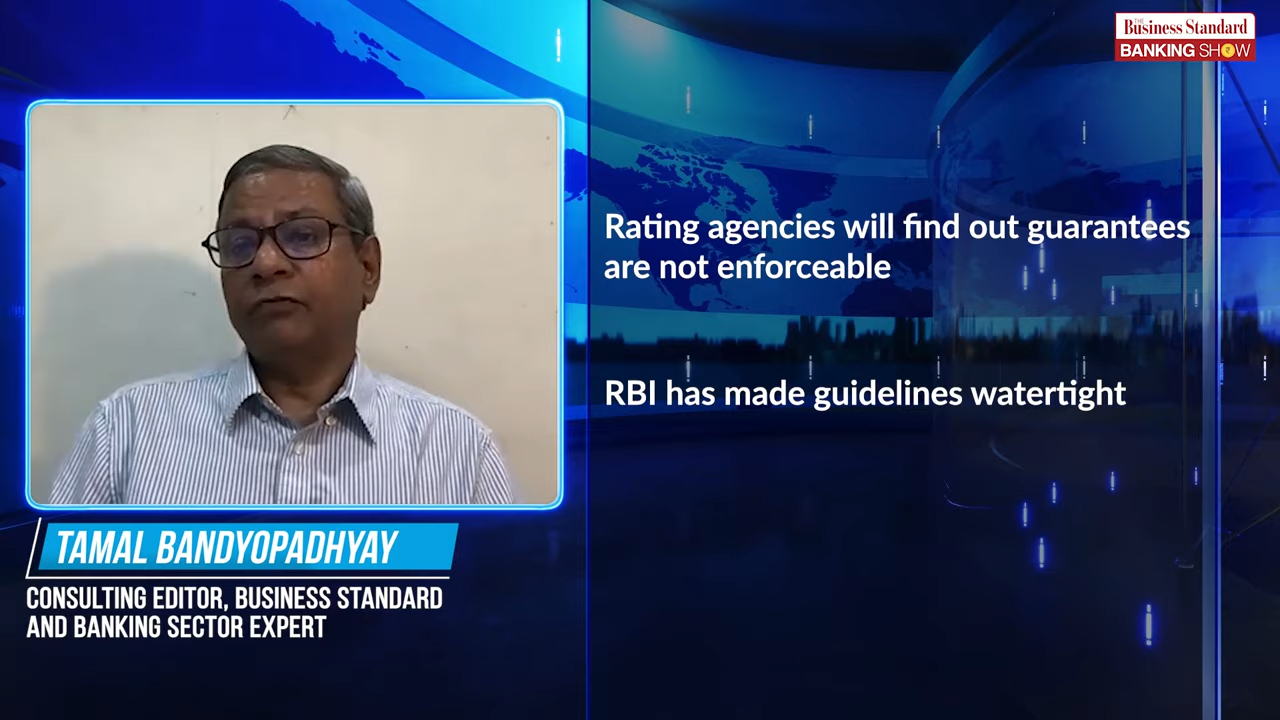 THE
Business Standard
BANKING SHOW
Rating agencies will find out guarantees
are not enforceable
RBI has made guidelines watertight
TAMAL BANDYOPADHYAY
CONSULTING EDITOR, BUSINESS STANDARD
AND BANKING SECTOR EXPERT